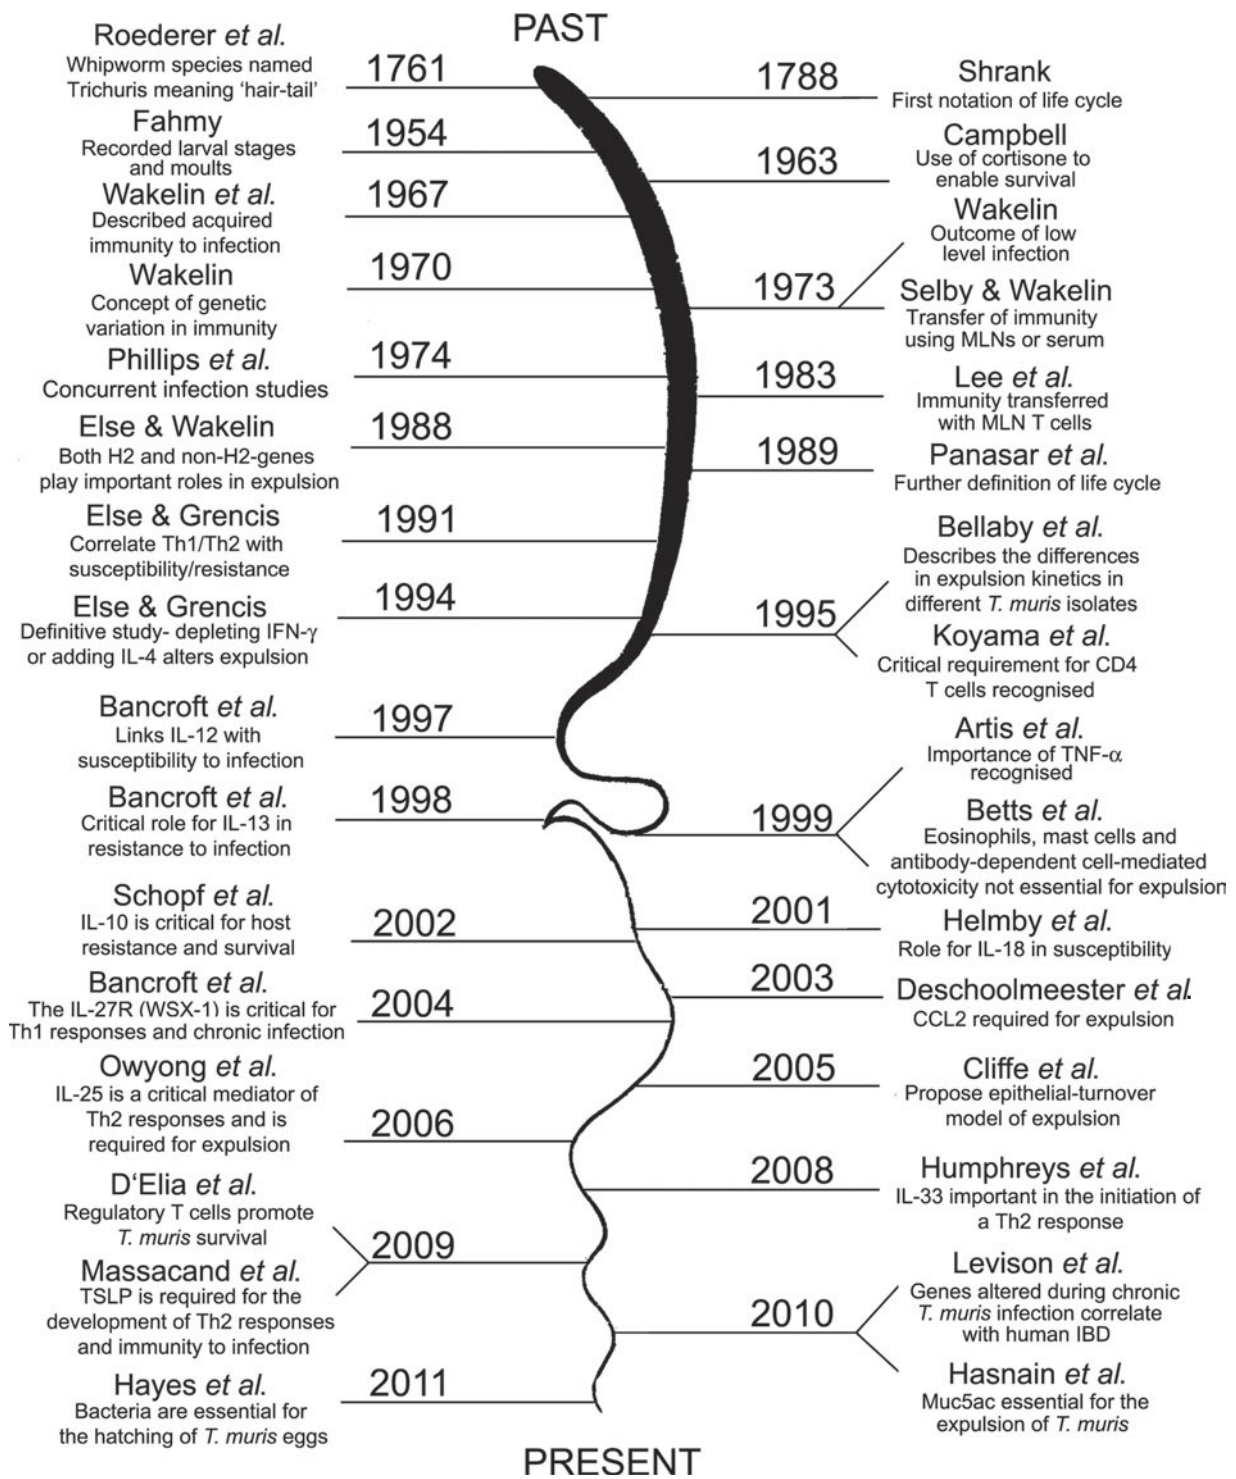 PAST
Roederer et al.
Whipworm species named
Trichuris meaning ‘hair-tail’
1761
1788
Shrank
First notation of life cycle
Fahmy
Recorded larval stages
and moults
1954
1963
Campbell
Use of cortisone to
enable survival
Wakelin et al.
Described acquired
immunity to infection
1967
Wakelin
Concept of genetic
variation in immunity
1970
1973
Wakelin
Outcome of low
level infection
Selby & Wakelin
Transfer of immunity
using MLNs or serum
Phillips et al.
Concurrent infection studies
1974
1983
Lee et al.
Immunity transferred
with MLN T cells
Else & Wakelin
Both H2 and non-H2-genes
play important roles in expulsion
1988
1989
Panasar et al.
Further definition of life cycle
Else & Grencis
Correlate Th1/Th2 with
susceptibility/resistance
1991
Else & Grencis
Definitive study- depleting IFN-γ
or adding IL-4 alters expulsion
1994
1995
Bellaby et al.
Describes the differences
in expulsion kinetics in
different T. muris isolates
Koyama et al.
Critical requirement for CD4
T cells recognised
Bancroft et al.
Links IL-12 with
susceptibility to infection
1997
Bancroft et al.
Critical role for IL-13 in
resistance to infection
1998
1999
Artis et al.
Importance of TNF-α
recognised
Betts et al.
Eosinophils, mast cells and
antibody-dependent cell-mediated
cytotoxicity not essential for expulsion
2001
Helmby et al.
Role for IL-18 in susceptibility
Schopf et al.
IL-10 is critical for host
resistance and survival
2002
2003
Deschoolmeester et al.
CCL2 required for expulsion
Bancroft et al.
The IL-27R (WSX-1) is critical for
Th1 responses and chronic infection
2004
2005
Cliffe et al.
Propose epithelial-turnover
model of expulsion
Owyong et al.
IL-25 is a critical mediator of
Th2 responses and is
required for expulsion
2006
2008
Humphreys et al.
IL-33 important in the initiation of
a Th2 response
D‘Elia et al.
Regulatory T cells promote
T. muris survival
2009
Massacand et al.
TSLP is required for the
development of Th2 responses
and immunity to infection
2010
Levison et al.
Genes altered during chronic
T. muris infection correlate
with human IBD
Hasnain et al.
Muc5ac essential for the
expulsion of T. muris
Hayes et al.
Bacteria are essential for
the hatching of T. muris eggs
2011
PRESENT